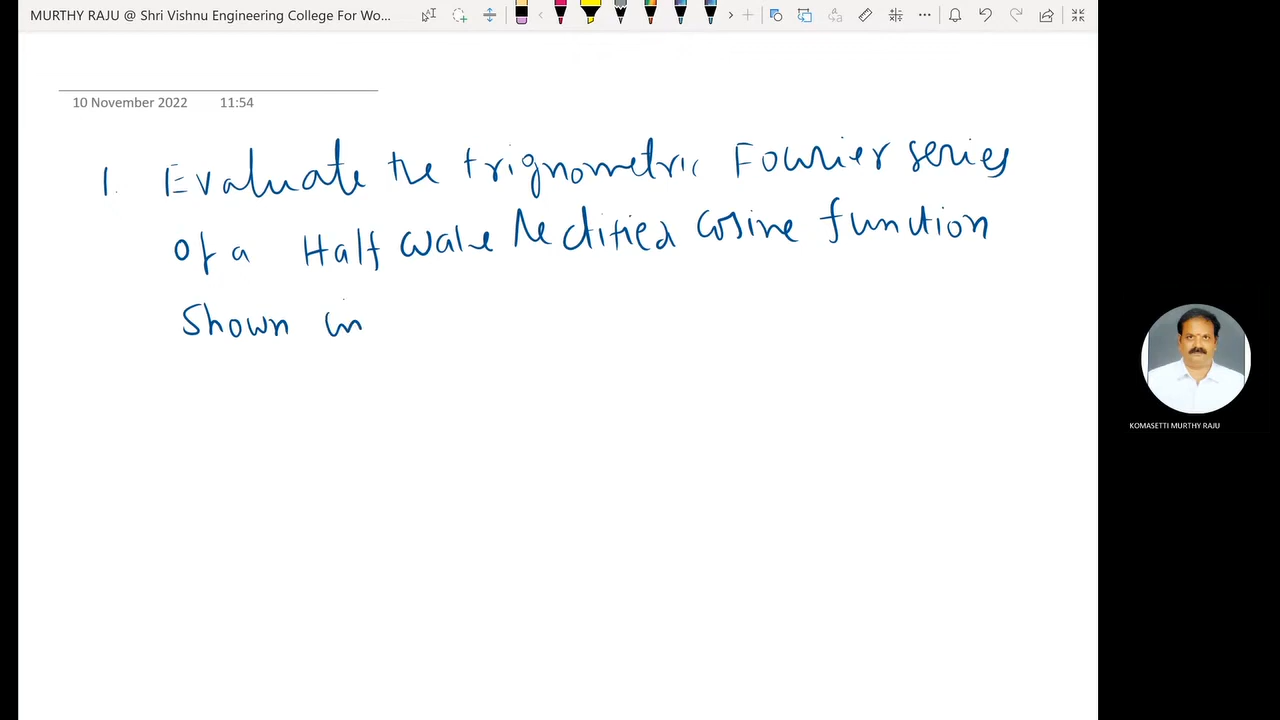 MURTHY RAJU @ Shri Vishnu Engineering College For Wo...
10 November 2022 11:54
1. Evaluate the trignometric Fourier series
of a Half wave Rectified Cosine function
Shown in
KOMASETTI MURTHY RAJU